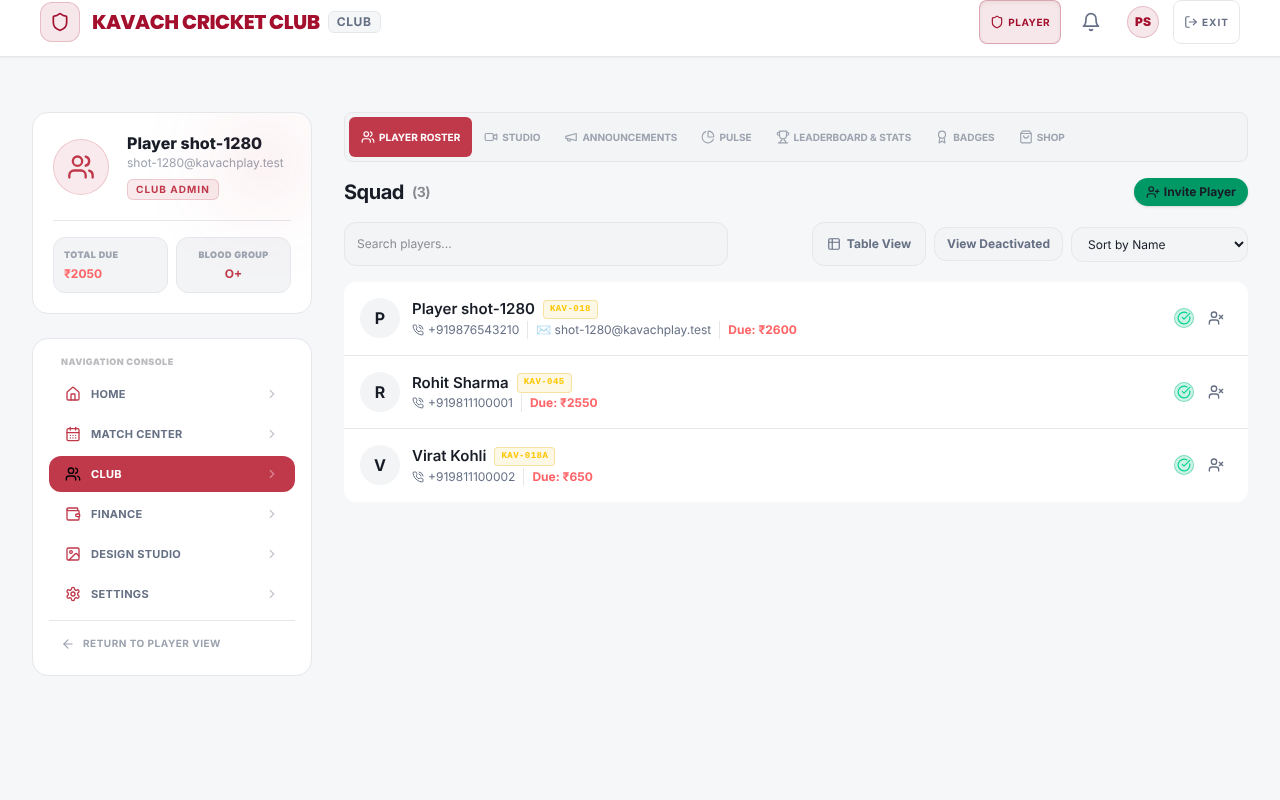 KAVACH CRICKET CLUB CLUB
PLAYER
PS
EXIT
Player shot-1280
shot-1280@kavachplay.test
CLUB ADMIN
TOTAL DUE
₹2050
BLOOD GROUP
O+
NAVIGATION CONSOLE
HOME
MATCH CENTER
CLUB
FINANCE
DESIGN STUDIO
SETTINGS
RETURN TO PLAYER VIEW
PLAYER ROSTER STUDIO ANNOUNCEMENTS PULSE LEADERBOARD & STATS BADGES SHOP
Squad (3)
Invite Player
Search players...
Table View
View Deactivated
Sort by Name
P
Player shot-1280 KAV-018
+919876543210 shot-1280@kavachplay.test Due: ₹2600
R
Rohit Sharma KAV-045
+919811100001 Due: ₹2550
V
Virat Kohli KAV-018A
+919811100002 Due: ₹650